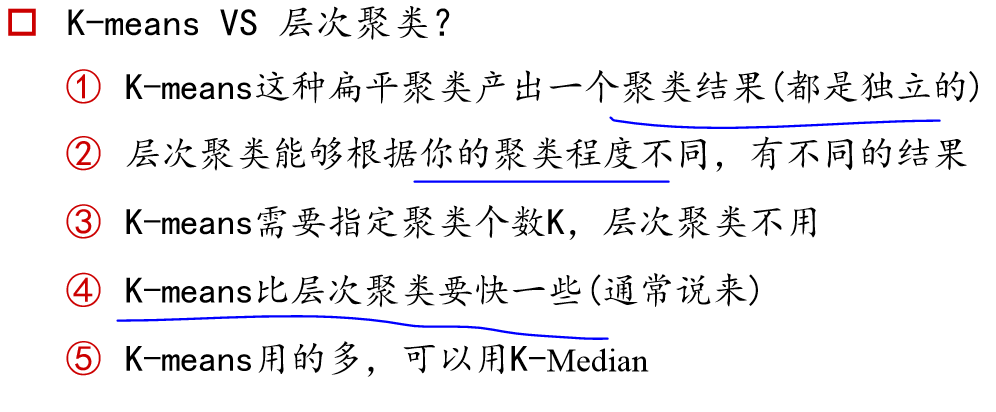 K-means VS 层次聚类?
① K-means这种扁平聚类产出一个聚类结果(都是独立的)
② 层次聚类能够根据你的聚类程度不同，有不同的结果
③ K-means需要指定聚类个数K，层次聚类不用
④ K-means比层次聚类要快一些(通常说来)
⑤ K-means用的多，可以用K-Median